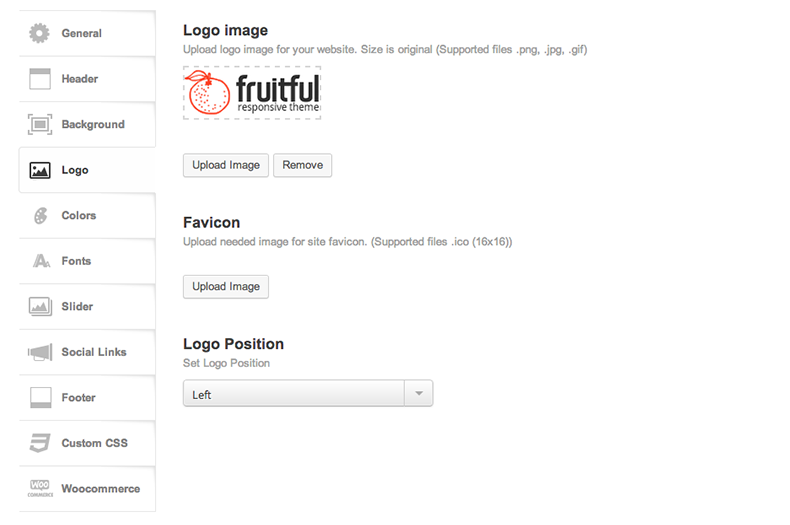 General
Header
Background
Logo
Colors
Fonts
Slider
Social Links
Footer
Custom CSS
WOO
COMMERCE
Woocommerce
Logo image
Upload logo image for your website. Size is original (Supported files .png, .jpg, .gif)
fruitful
responsive theme
Upload Image
Remove
Favicon
Upload needed image for site favicon. (Supported files .ico (16x16))
Upload Image
Logo Position
Set Logo Position
Left